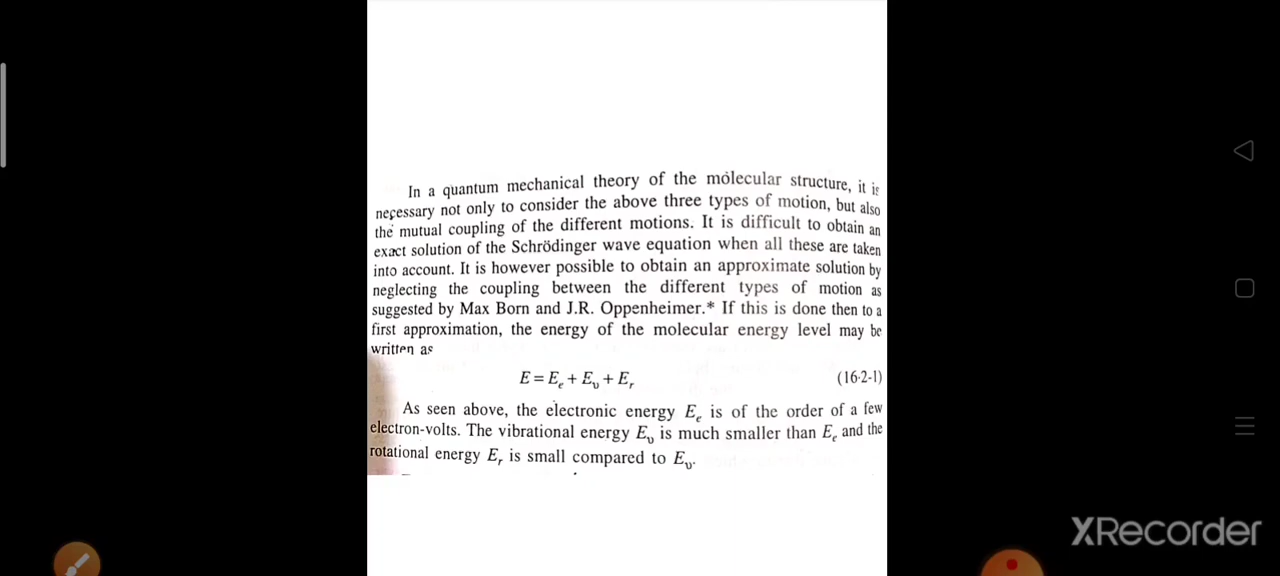 In a quantum mechanical theory of the molecular structure, it is
necessary not only to consider the above three types of motion, but also
the mutual coupling of the different motions. It is difficult to obtain an
exact solution of the Schrödinger wave equation when all these are taken
into account. It is however possible to obtain an approximate solution by
neglecting the coupling between the different types of motion as
suggested by Max Born and J.R. Oppenheimer.* If this is done then to a
first approximation, the energy of the molecular energy level may be
written as
E = Eₑ + Eᵥ + Eᵣ (16·2-1)
As seen above, the electronic energy Eₑ is of the order of a few
electron-volts. The vibrational energy Eᵥ is much smaller than Eₑ and the
rotational energy Eᵣ is small compared to Eᵥ.
XRecorder